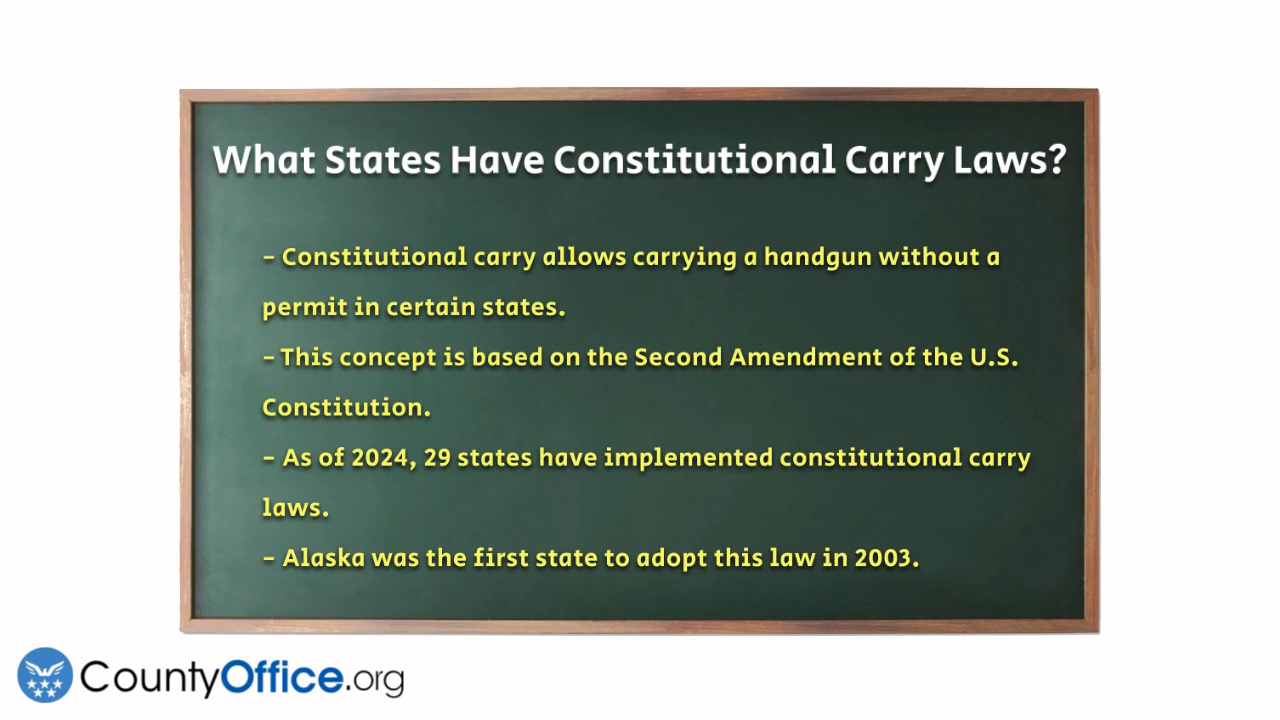 What States Have Constitutional Carry Laws?
– Constitutional carry allows carrying a handgun without a
permit in certain states.
– This concept is based on the Second Amendment of the U.S.
Constitution.
– As of 2024, 29 states have implemented constitutional carry
laws.
– Alaska was the first state to adopt this law in 2003.
CountyOffice.org